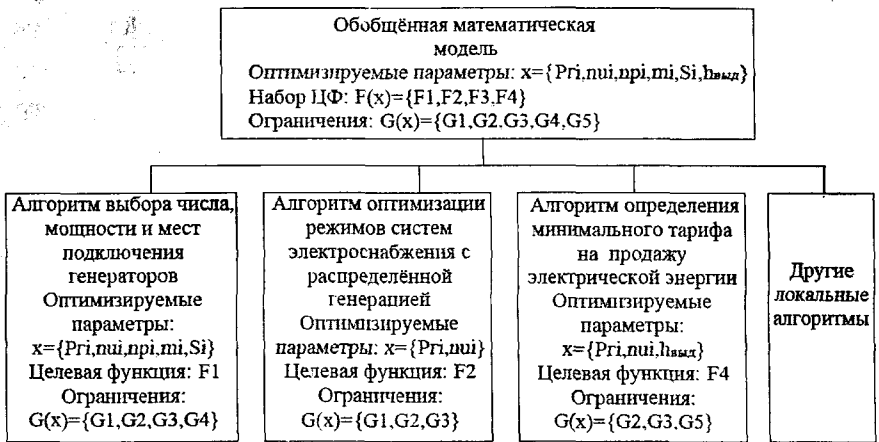 Обобщённая математическая
модель
Оптимизируемые параметры: x={Pri,nui,npi,mi,Si,hвыд}
Набор ЦФ: F(x)={F1,F2,F3,F4}
Ограничения: G(x)={G1,G2,G3,G4,G5}
Алгоритм выбора числа,
мощности и мест
подключения
генераторов
Оптимизируемые
параметры:
x={Pri,nui,npi,mi,Si}
Целевая функция: F1
Ограничения:
G(x)={G1,G2,G3,G4}
Алгоритм оптимизации
режимов систем
электроснабжения с
распределённой
генерацией
Оптимизируемые
параметры: x={Pri,nui}
Целевая функция: F2
Ограничения:
G(x)={G1,G2,G3}
Алгоритм определения
минимального тарифа
на продажу
электрической энергии
Оптимизируемые
параметры:
x={Pri,nui,hвыд}
Целевая функция: F4
Ограничения:
G(x)={G2,G3,G5}
Другие
локальные
алгоритмы